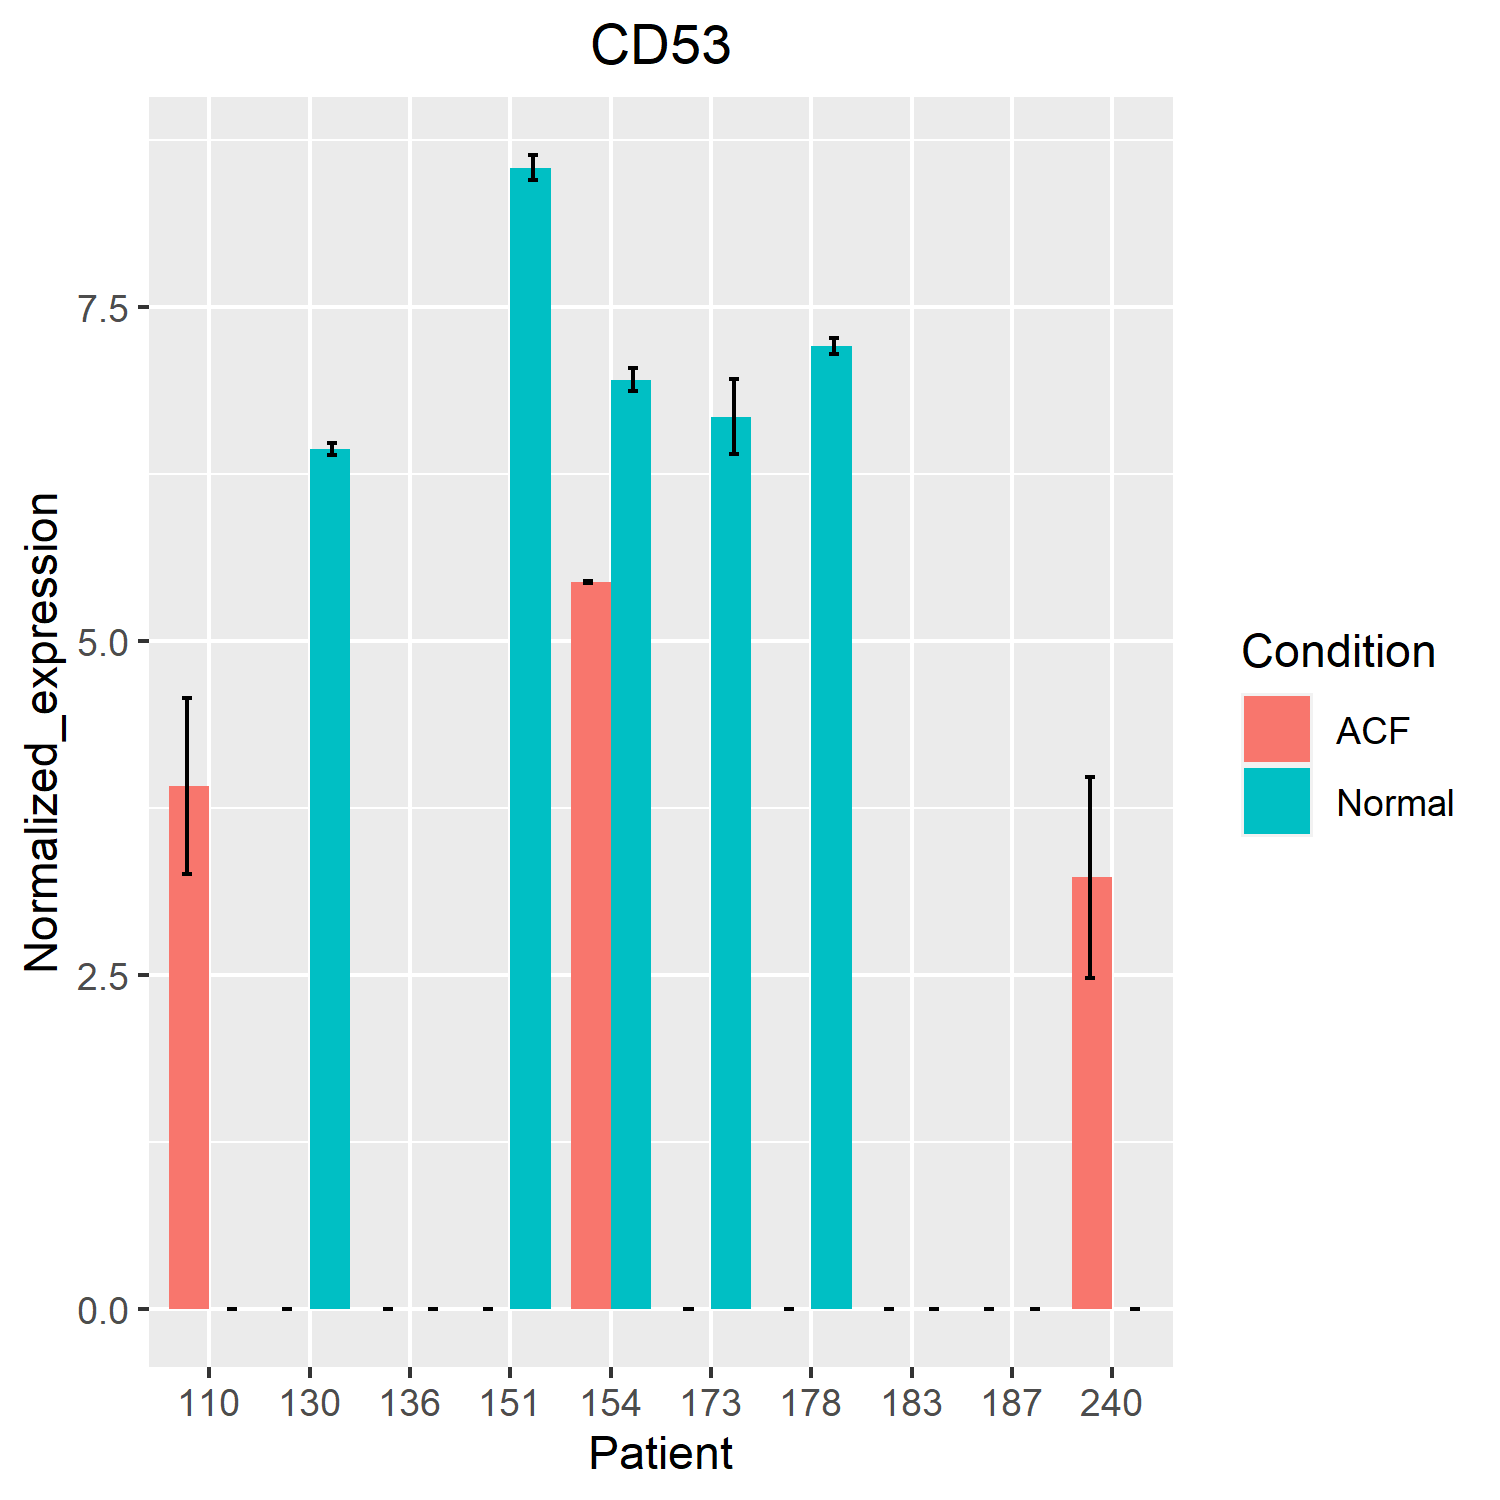 CD53
Normalized_expression
7.5
5.0
2.5
0.0
110 130 136 151 154 173 178 183 187 240
Patient
Condition
ACF
Normal